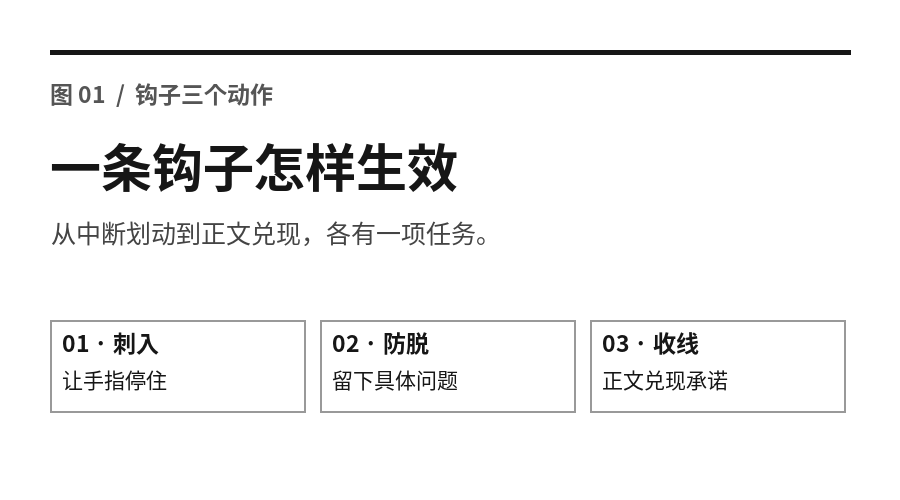 图 01 / 钩子三个动作
一条钩子怎样生效
从中断划动到正文兑现，各有一项任务。
01 · 刺入
让手指停住
02 · 防脱
留下具体问题
03 · 收线
正文兑现承诺